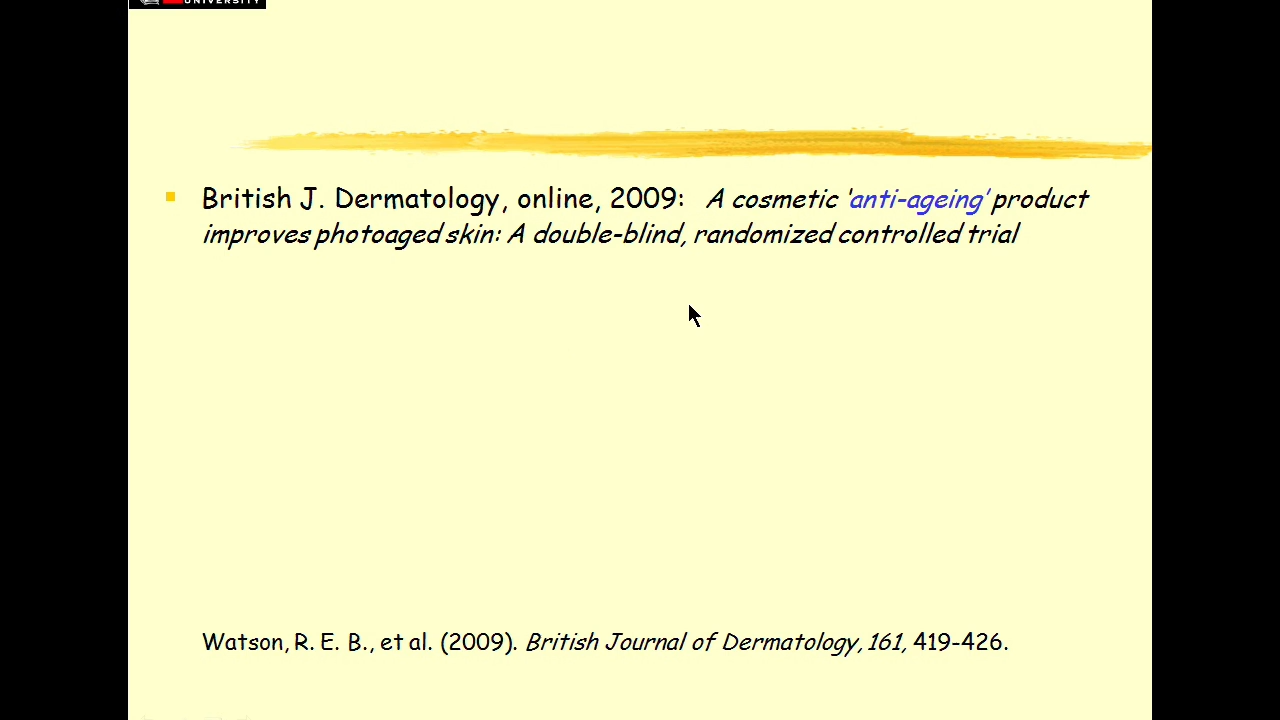 UNIVERSITY
British J. Dermatology, online, 2009: A cosmetic ‘anti-ageing’ product
improves photoaged skin: A double-blind, randomized controlled trial
Watson, R. E. B., et al. (2009). British Journal of Dermatology, 161, 419-426.